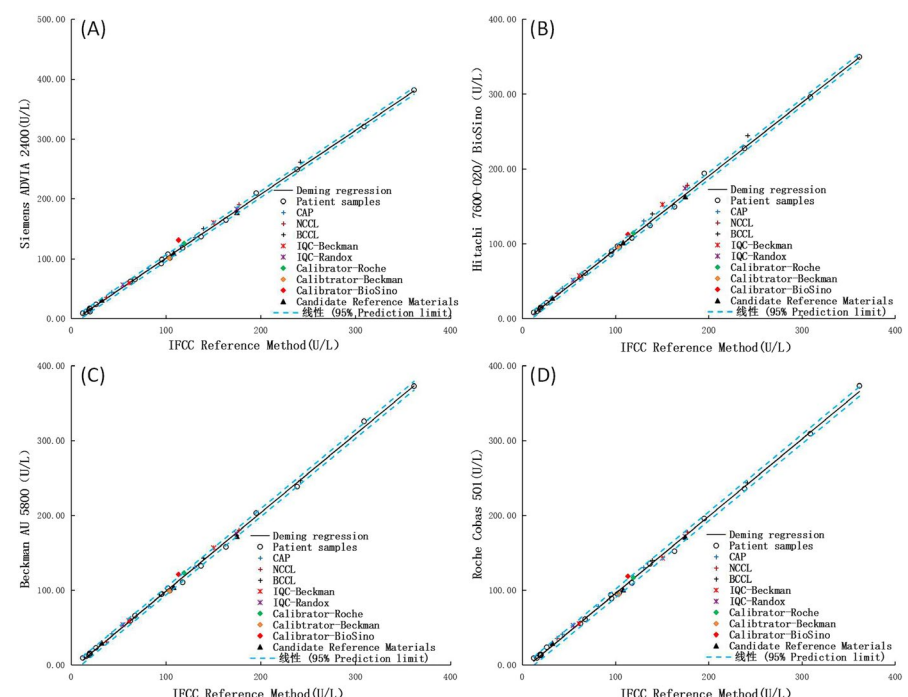 (A)
500.00
400.00
300.00
200.00
100.00
0.00
0
100
200
300
400
Siemens ADVIA 2400(U/L)
IFCC Reference Method(U/L)
Deming regression
Patient samples
CAP
NCCL
BCCL
IQC-Beckman
IQC-Randox
Calibrator-Roche
Calibtrator-Beckman
Calibrator-BioSino
Candidate Reference Materials
线性 (95% Prediction limit)
(B)
400.00
300.00
200.00
100.00
0.00
0
100
200
300
400
Hitachi 7600-020/ BioSino (U/L)
IFCC Reference Method(U/L)
Deming regression
Patient samples
CAP
NCCL
BCCL
IQC-Beckman
IQC-Randox
Calibrator-Roche
Calibtrator-Beckman
Calibrator-BioSino
Candidate Reference Materials
线性 (95% Prediction limit)
(C)
400.00
300.00
200.00
100.00
0.00
0
100
200
300
400
Beckman AU 5800 (U/L)
IFCC Reference Method(U/L)
Deming regression
Patient samples
CAP
NCCL
BCCL
IQC-Beckman
IQC-Randox
Calibrator-Roche
Calibtrator-Beckman
Calibrator-BioSino
Candidate Reference Materials
线性 (95% Prediction limit)
(D)
400.00
300.00
200.00
100.00
0.00
0
100
200
300
400
Roche Cobas 501(U/L)
IFCC Reference Method(U/L)
Deming regression
Patient samples
CAP
NCCL
BCCL
IQC-Beckman
IQC-Randox
Calibrator-Roche
Calibtrator-Beckman
Calibrator-BioSino
Candidate Reference Materials
线性 (95% Prediction limit)